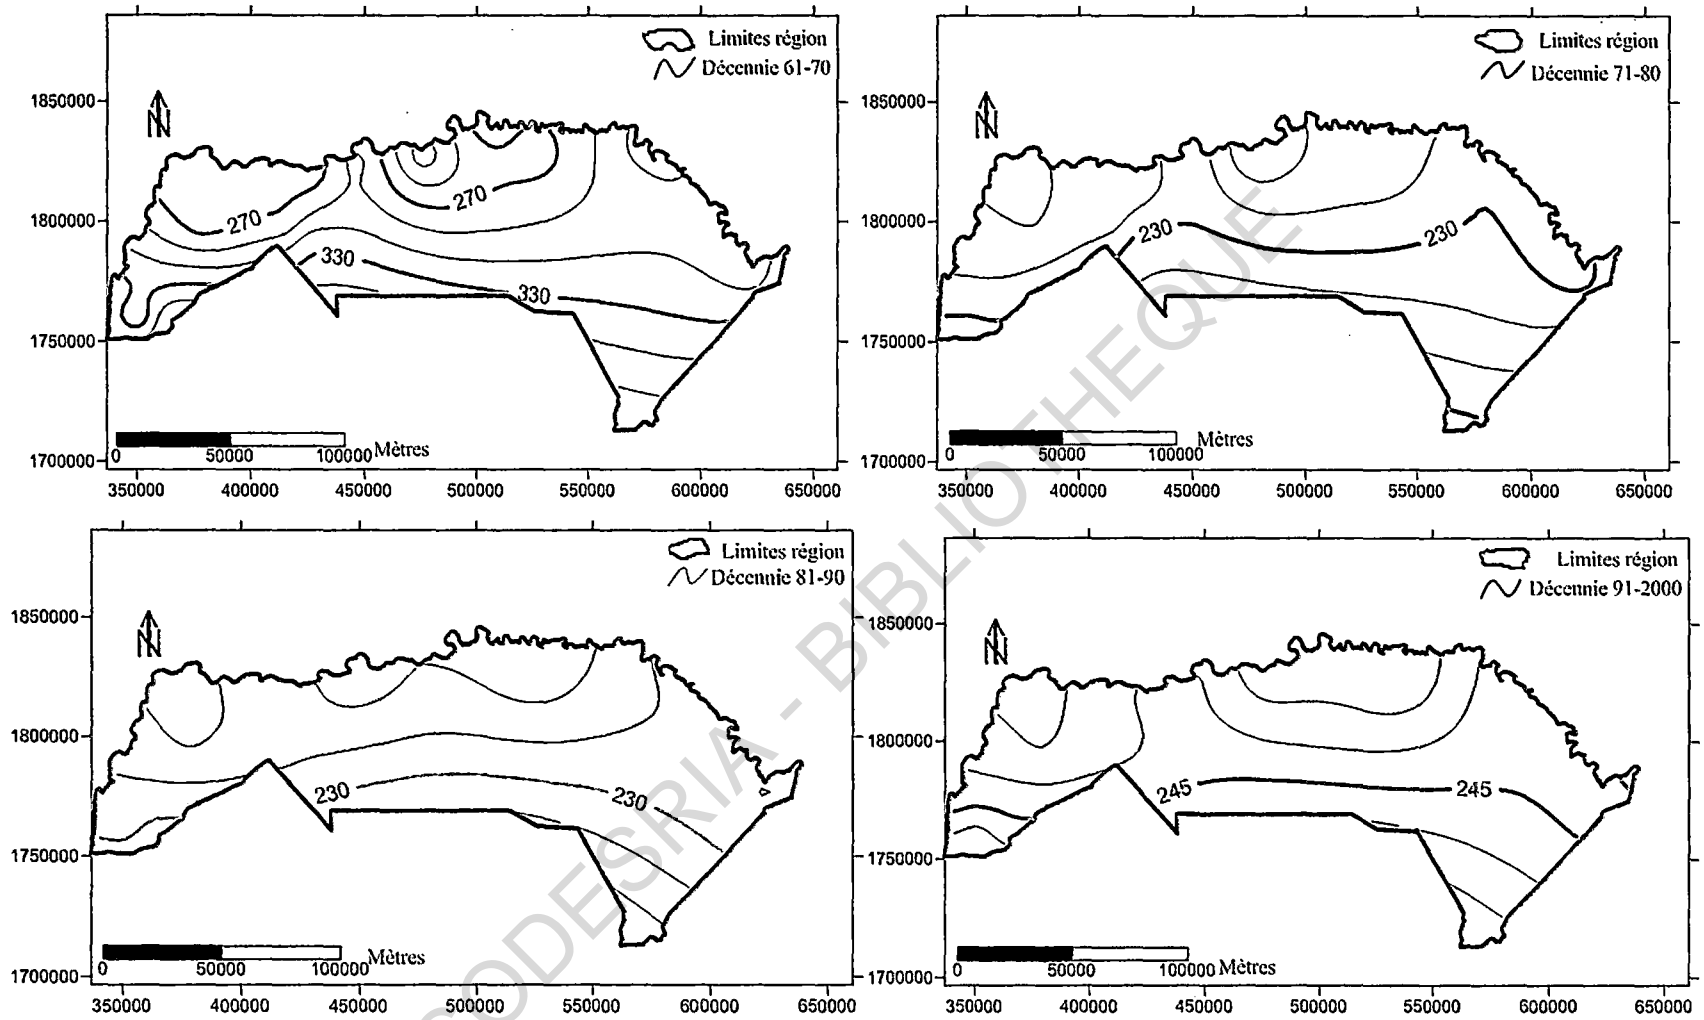 Limites région
Décennie 61-70
1850000
1800000
1750000
1700000
N
270
270
330
330
0 50000 100000 Mètres
350000 400000 450000 500000 550000 600000 650000
Limites région
Décennie 71-80
1850000
1800000
1750000
1700000
N
230
230
0 50000 100000 Mètres
350000 400000 450000 500000 550000 600000 650000
Limites région
Décennie 81-90
1850000
1800000
1750000
1700000
N
230
230
0 50000 100000 Mètres
350000 400000 450000 500000 550000 600000 650000
Limites région
Décennie 91-2000
1850000
1800000
1750000
1700000
N
245
245
0 50000 100000 Mètres
350000 400000 450000 500000 550000 600000 650000
CODESRIA - BIBLIOTHEQUE